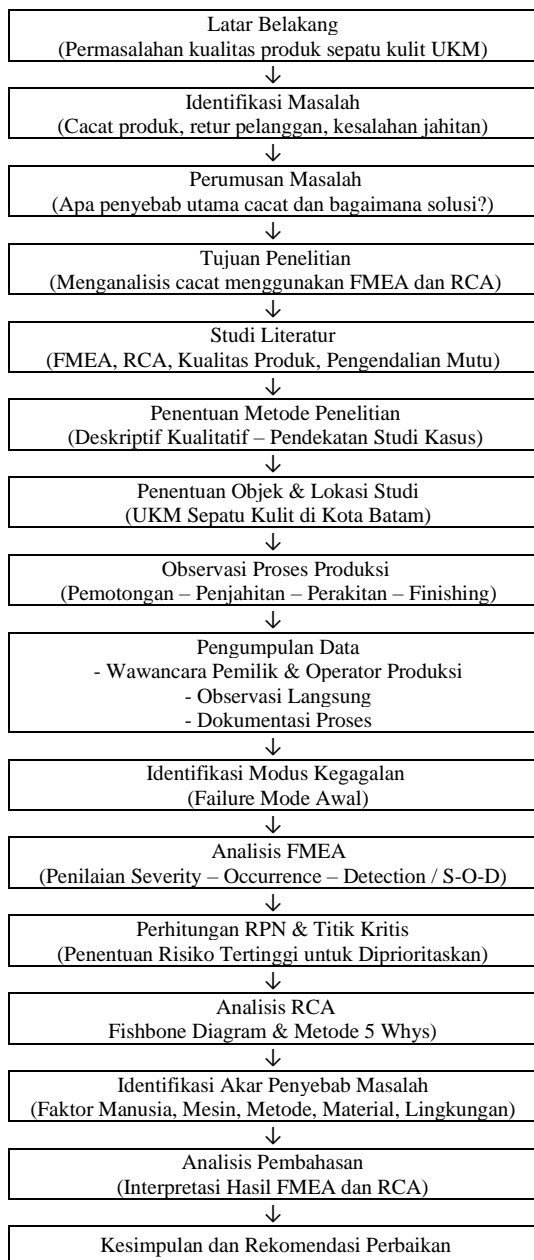 Latar Belakang
(Permasalahan kualitas produk sepatu kulit UKM)
↓
Identifikasi Masalah
(Cacat produk, retur pelanggan, kesalahan jahitan)
↓
Perumusan Masalah
(Apa penyebab utama cacat dan bagaimana solusi?)
↓
Tujuan Penelitian
(Menganalisis cacat menggunakan FMEA dan RCA)
↓
Studi Literatur
(FMEA, RCA, Kualitas Produk, Pengendalian Mutu)
↓
Penentuan Metode Penelitian
(Deskriptif Kualitatif – Pendekatan Studi Kasus)
↓
Penentuan Objek & Lokasi Studi
(UKM Sepatu Kulit di Kota Batam)
↓
Observasi Proses Produksi
(Pemotongan – Penjahitan – Perakitan – Finishing)
↓
Pengumpulan Data
- Wawancara Pemilik & Operator Produksi
- Observasi Langsung
- Dokumentasi Proses
↓
Identifikasi Modus Kegagalan
(Failure Mode Awal)
↓
Analisis FMEA
(Penilaian Severity – Occurrence – Detection / S-O-D)
↓
Perhitungan RPN & Titik Kritis
(Penentuan Risiko Tertinggi untuk Diprioritaskan)
↓
Analisis RCA
Fishbone Diagram & Metode 5 Whys)
↓
Identifikasi Akar Penyebab Masalah
(Faktor Manusia, Mesin, Metode, Material, Lingkungan)
↓
Analisis Pembahasan
(Interpretasi Hasil FMEA dan RCA)
↓
Kesimpulan dan Rekomendasi Perbaikan